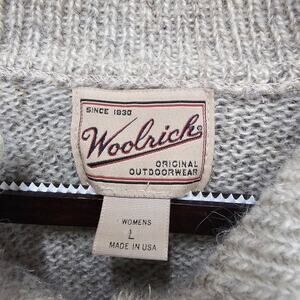 SINCE 1830
Woolrich®
ORIGINAL
OUTDOORWEAR
WOMENS
L
MADE IN USA